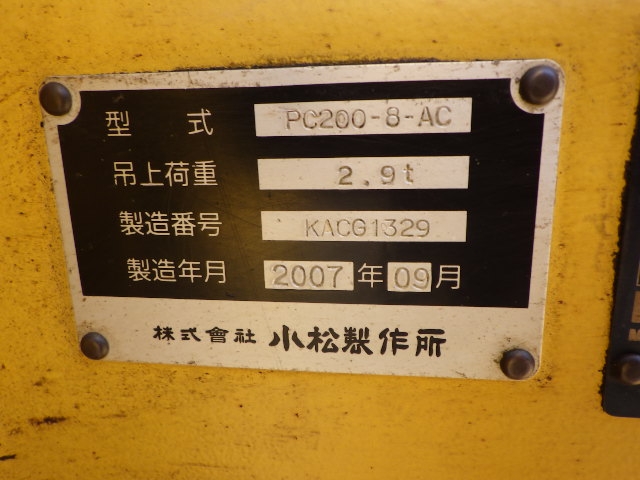 型 式 PC200-8-AC
吊上荷重 2.9t
製造番号 KACG1329
製造年月 2007年09月
株式會社 小松製作所